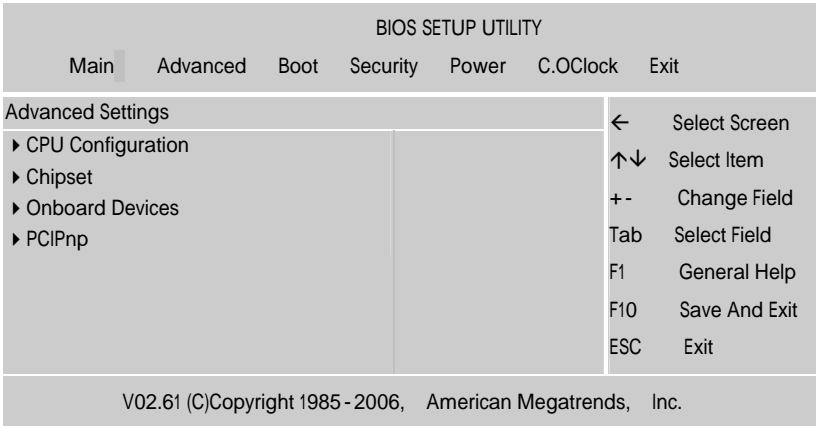 BIOS SETUP UTILITY
Main Advanced Boot Security Power C.OClock Exit
Advanced Settings
▸ CPU Configuration
▸ Chipset
▸ Onboard Devices
▸ PCIPnp
← Select Screen
↑↓ Select Item
+ - Change Field
Tab Select Field
F1 General Help
F10 Save And Exit
ESC Exit
V02.61 (C)Copyright 1985 - 2006, American Megatrends, Inc.